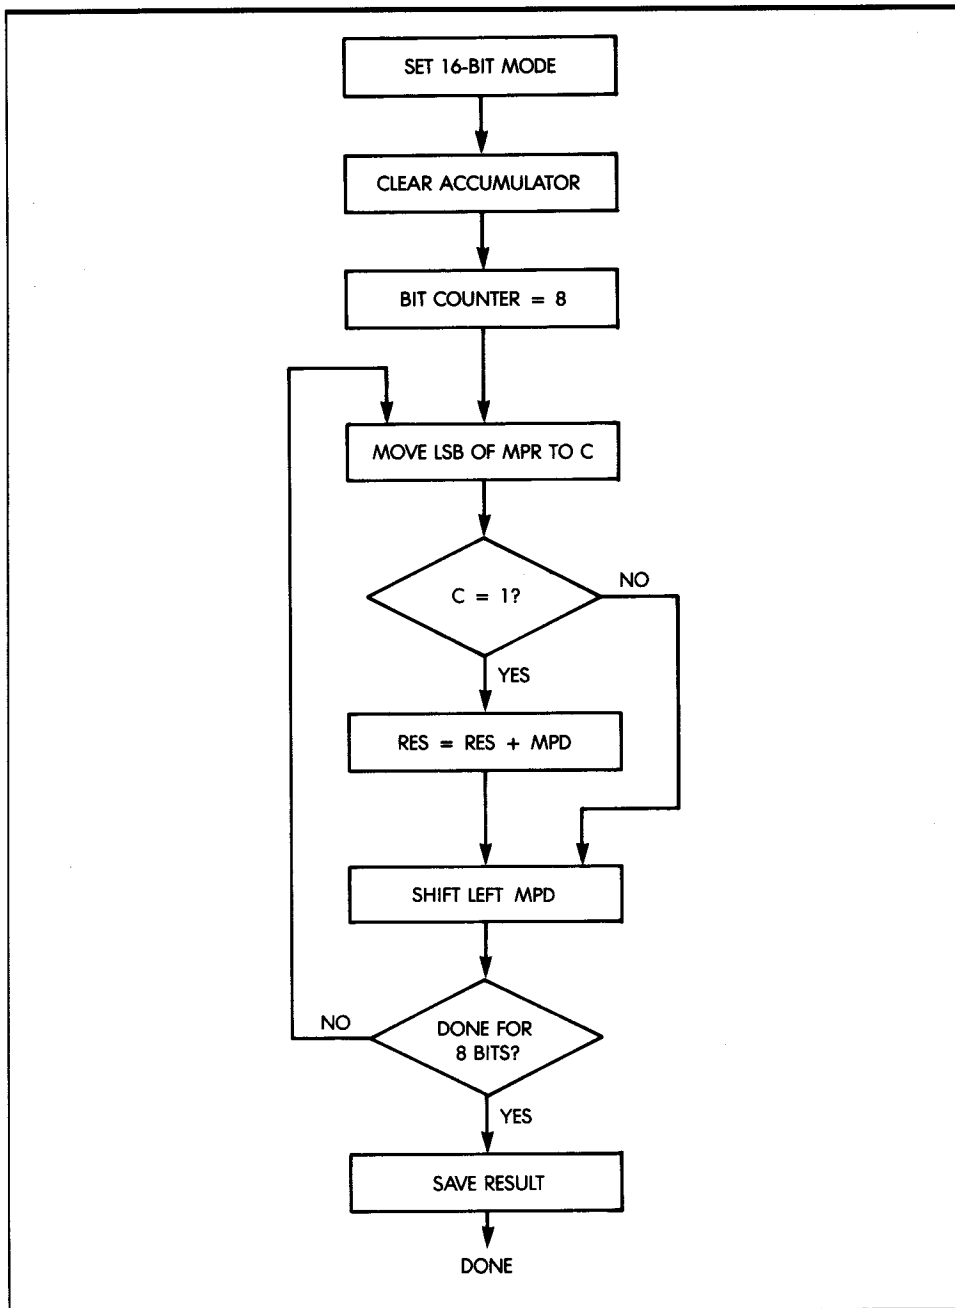 SET 16-BIT MODE
CLEAR ACCUMULATOR
BIT COUNTER = 8
MOVE LSB OF MPR TO C
C = 1?
NO
YES
RES = RES + MPD
SHIFT LEFT MPD
DONE FOR
8 BITS?
NO
YES
SAVE RESULT
DONE